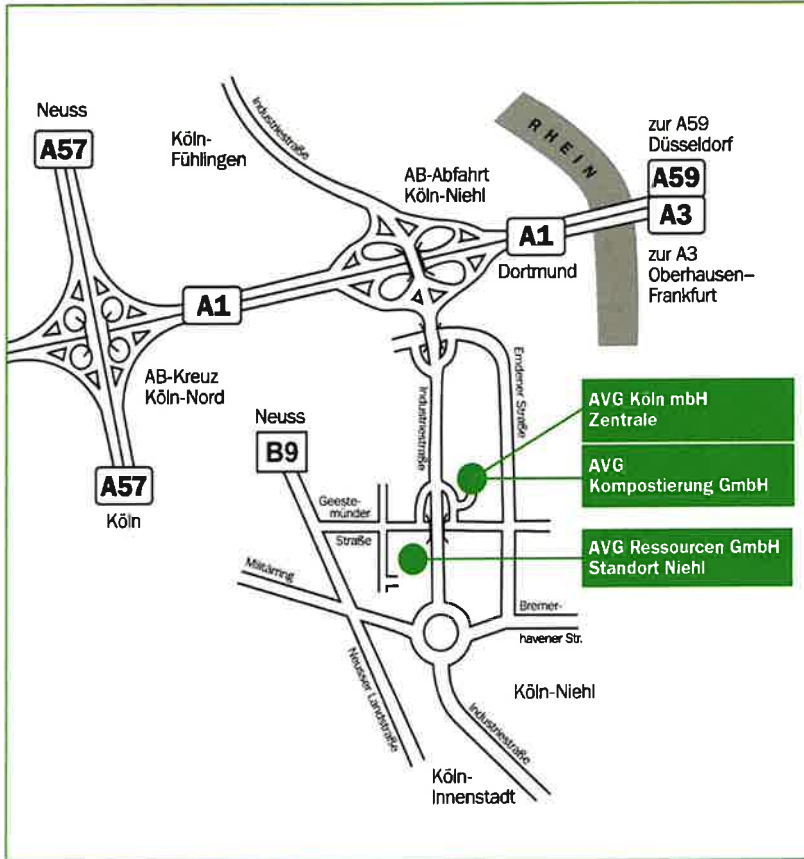 Neuss
A57
Köln-
Fühlingen
Industriestraße
AB-Abfahrt
Köln-Niehl
RHEIN
zur A59
Düsseldorf
A59
A3
zur A3
Oberhausen–
Frankfurt
A1
Dortmund
A1
AB-Kreuz
Köln-Nord
A57
Köln
Neuss
B9
Industriestraße
Emdener Straße
AVG Köln mbH
Zentrale
AVG
Kompostierung GmbH
Geeste-
münder
Straße
AVG Ressourcen GmbH
Standort Niehl
Militärring
Bremer-
havener Str.
Neusser Landstraße
Köln-Niehl
Industriestraße
Köln-
Innenstadt